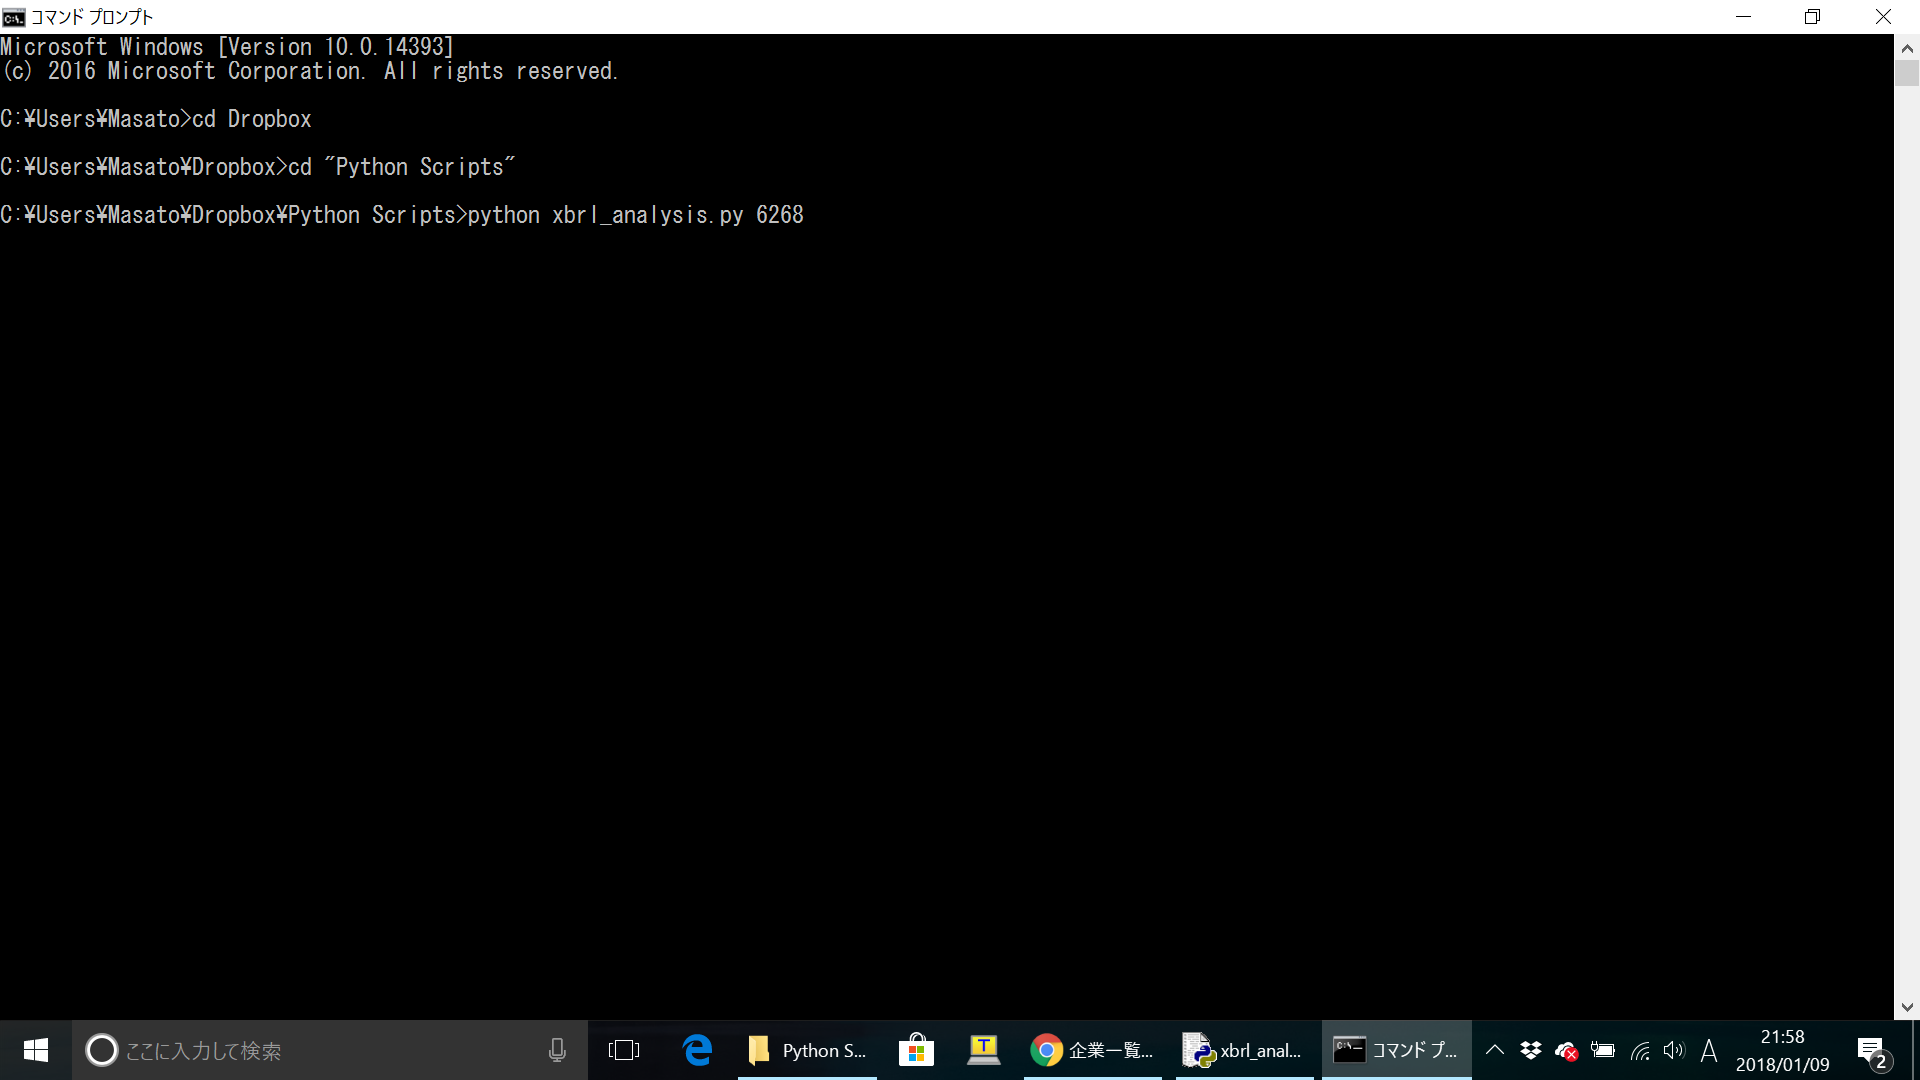 コマンド プロンプト
Microsoft Windows [Version 10.0.14393]
(c) 2016 Microsoft Corporation. All rights reserved.
C:¥Users¥Masato>cd Dropbox
C:¥Users¥Masato¥Dropbox>cd "Python Scripts"
C:¥Users¥Masato¥Dropbox¥Python Scripts>python xbrl_analysis.py 6268
ここに入力して検索
Python S...
T
企業一覧...
xbrl_anal...
C:\
コマンド プ...
A
21:58
2018/01/09
2